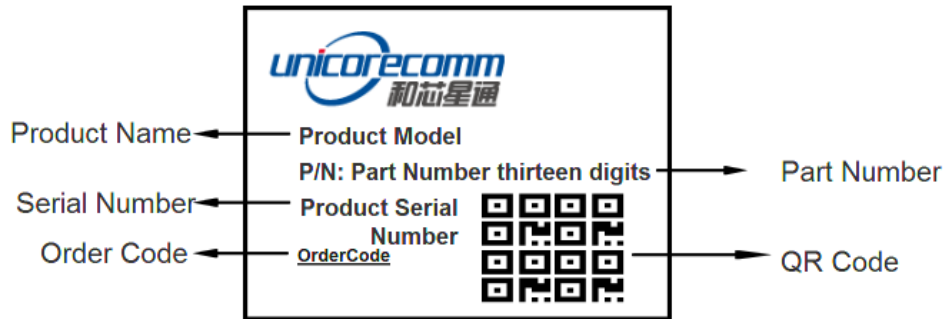 unicorecomm
和芯星通
Product Name
Product Model
P/N: Part Number thirteen digits
Part Number
Serial Number
Product Serial
Number
Order Code
OrderCode
QR Code